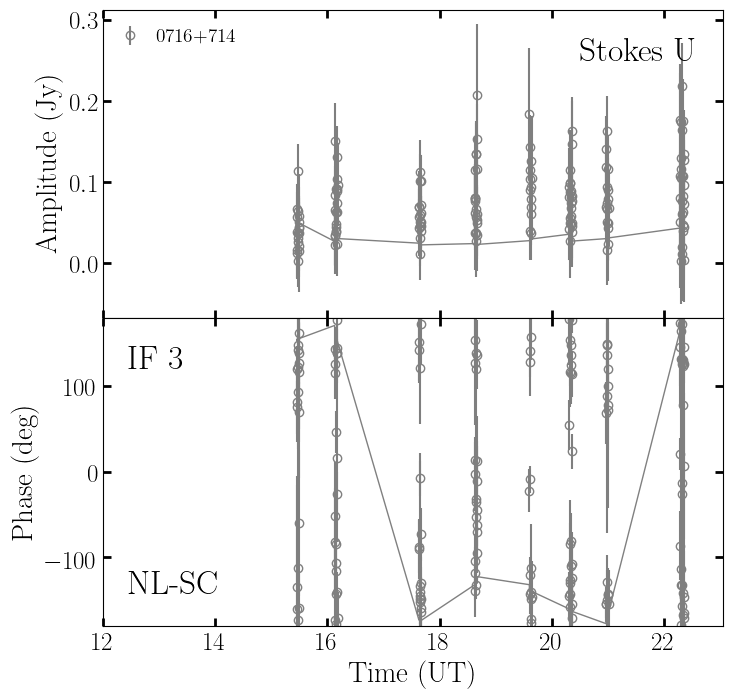 0.3
0716+714
Stokes U
0.2
Amplitude (Jy)
0.1
0.0
IF 3
100
0
Phase (deg)
−100
NL-SC
12 14 16 18 20 22
Time (UT)